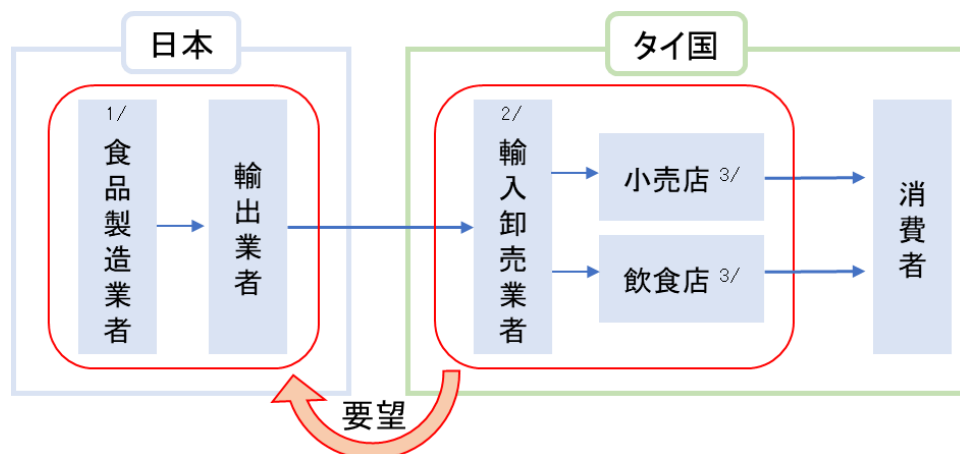 日本
タイ国
1/
食品製造業者
輸出業者
2/
輸入卸売業者
小売店 3/
飲食店 3/
消費者
要望